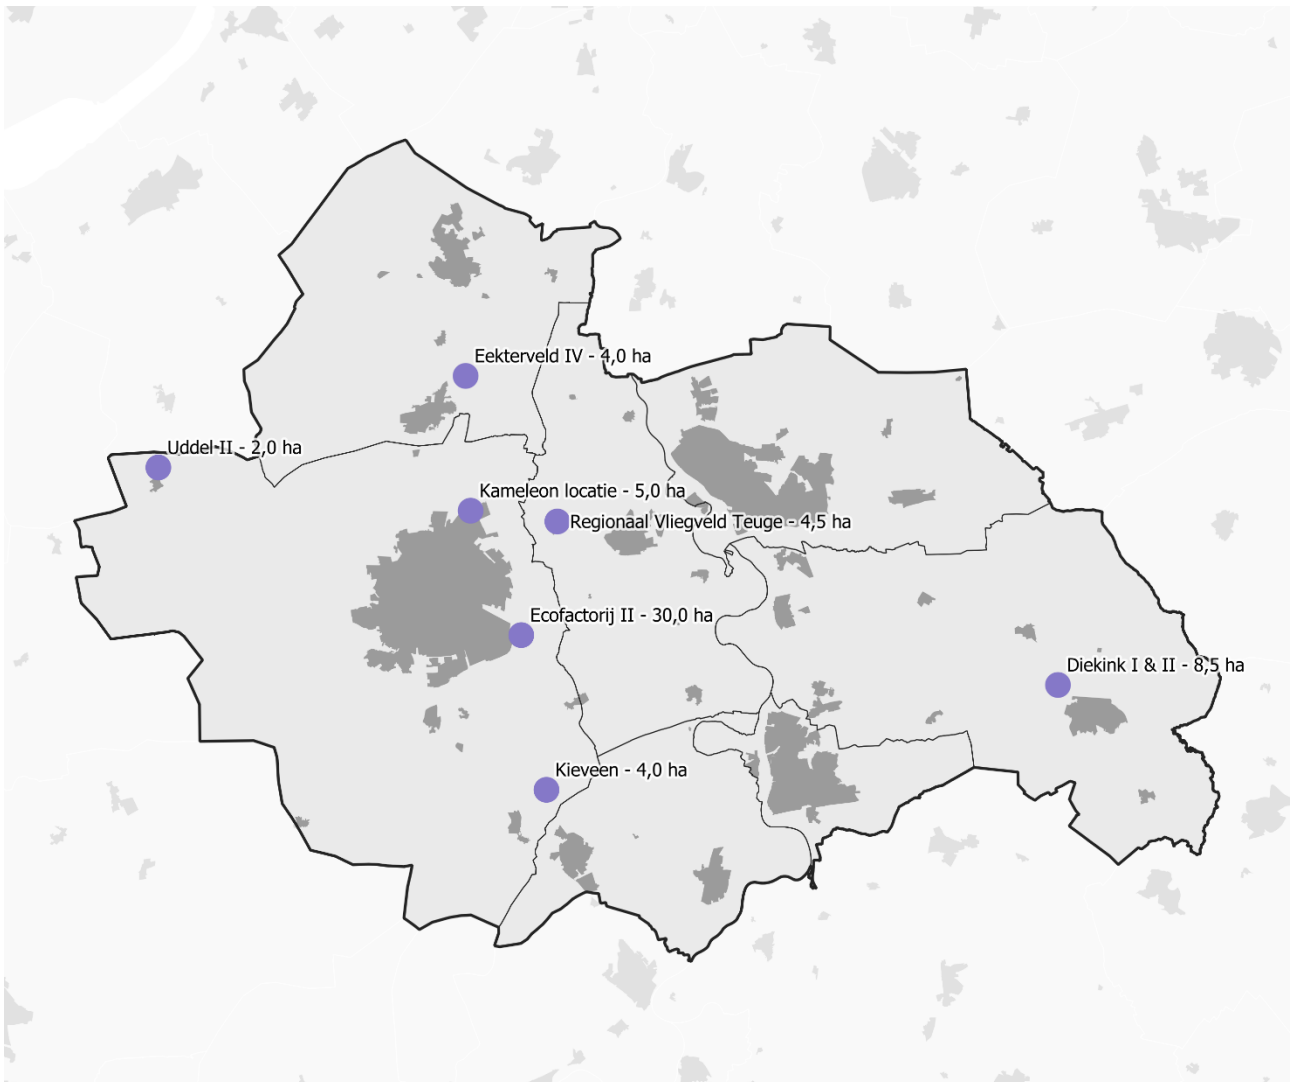 Eekterveld IV - 4,0 ha
Uddel II - 2,0 ha
Kameleon locatie - 5,0 ha
Regionaal Vliegveld Teuge - 4,5 ha
Ecofactorij II - 30,0 ha
Diekink I & II - 8,5 ha
Kieveen - 4,0 ha